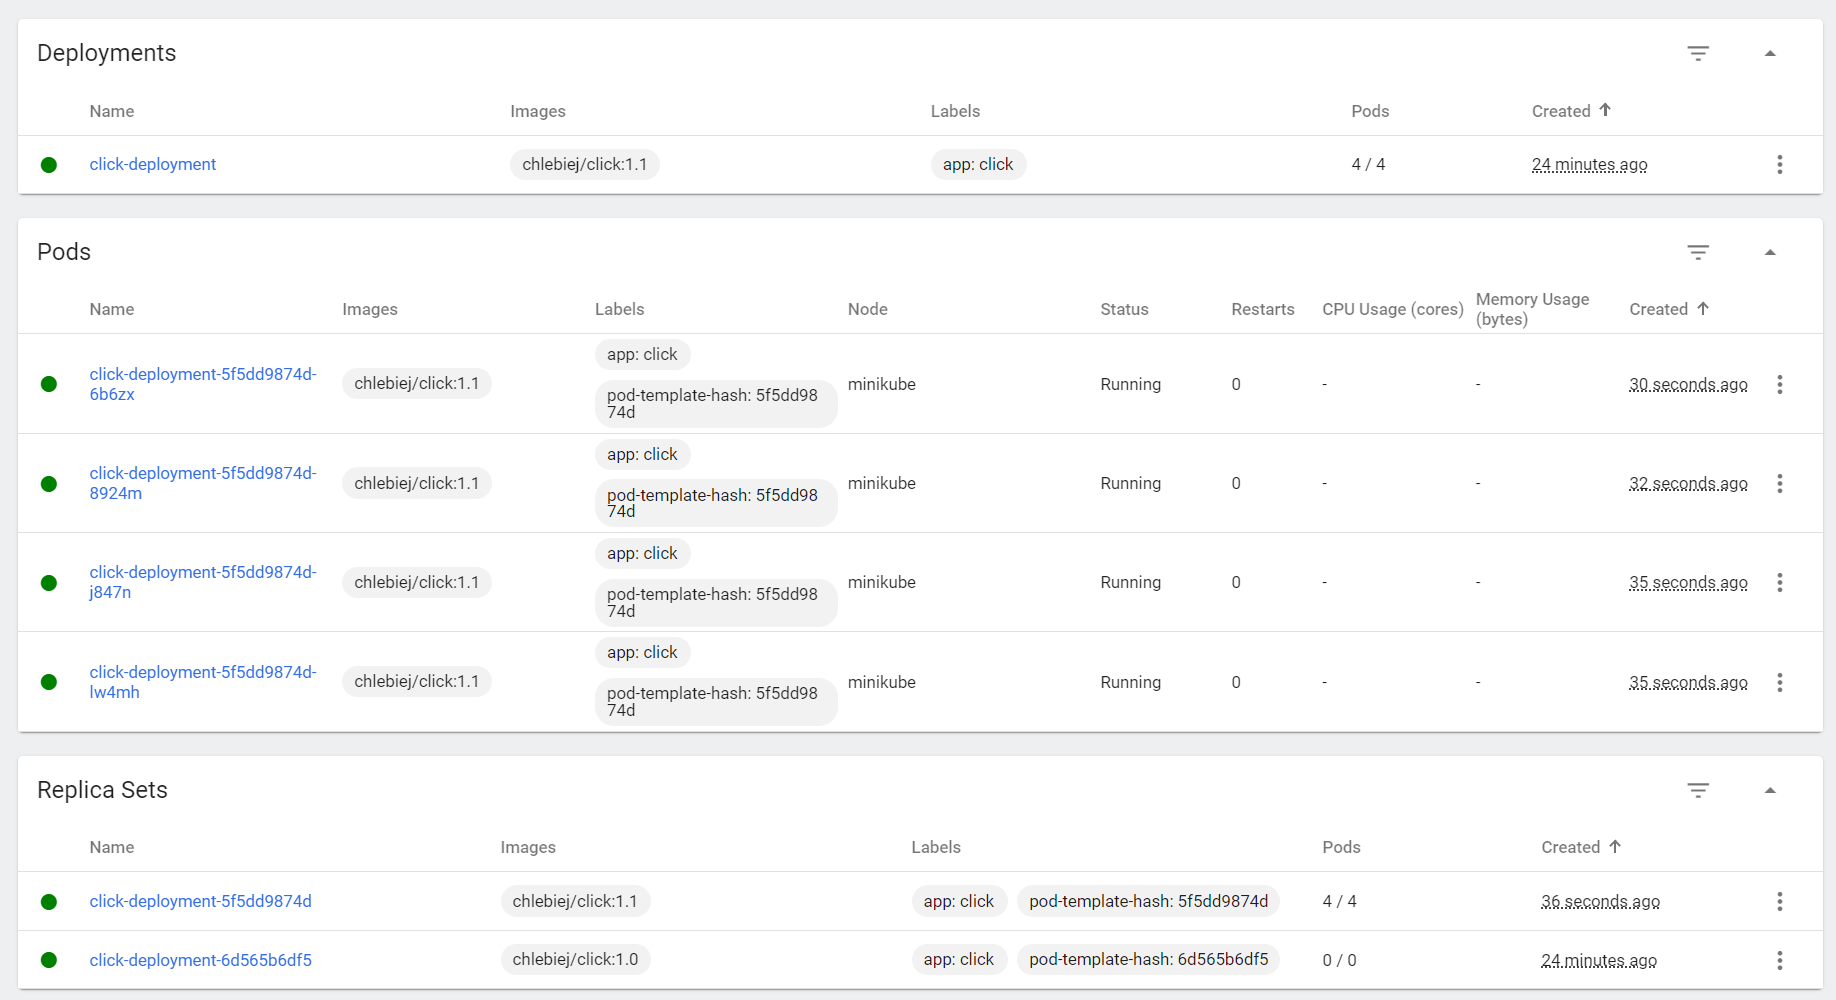 Deployments
Name Images Labels Pods Created
click-deployment chlebiej/click:1.1 app: click 4 / 4 24 minutes ago
Pods
Name Images Labels Node Status Restarts CPU Usage (cores) Memory Usage
(bytes) Created
click-deployment-5f5dd9874d-
6b6zx chlebiej/click:1.1 app: click
pod-template-hash: 5f5dd98
74d minikube Running 0 - - 30 seconds ago
click-deployment-5f5dd9874d-
8924m chlebiej/click:1.1 app: click
pod-template-hash: 5f5dd98
74d minikube Running 0 - - 32 seconds ago
click-deployment-5f5dd9874d-
j847n chlebiej/click:1.1 app: click
pod-template-hash: 5f5dd98
74d minikube Running 0 - - 35 seconds ago
click-deployment-5f5dd9874d-
lw4mh chlebiej/click:1.1 app: click
pod-template-hash: 5f5dd98
74d minikube Running 0 - - 35 seconds ago
Replica Sets
Name Images Labels Pods Created
click-deployment-5f5dd9874d chlebiej/click:1.1 app: click pod-template-hash: 5f5dd9874d 4 / 4 36 seconds ago
click-deployment-6d565b6df5 chlebiej/click:1.0 app: click pod-template-hash: 6d565b6df5 0 / 0 24 minutes ago